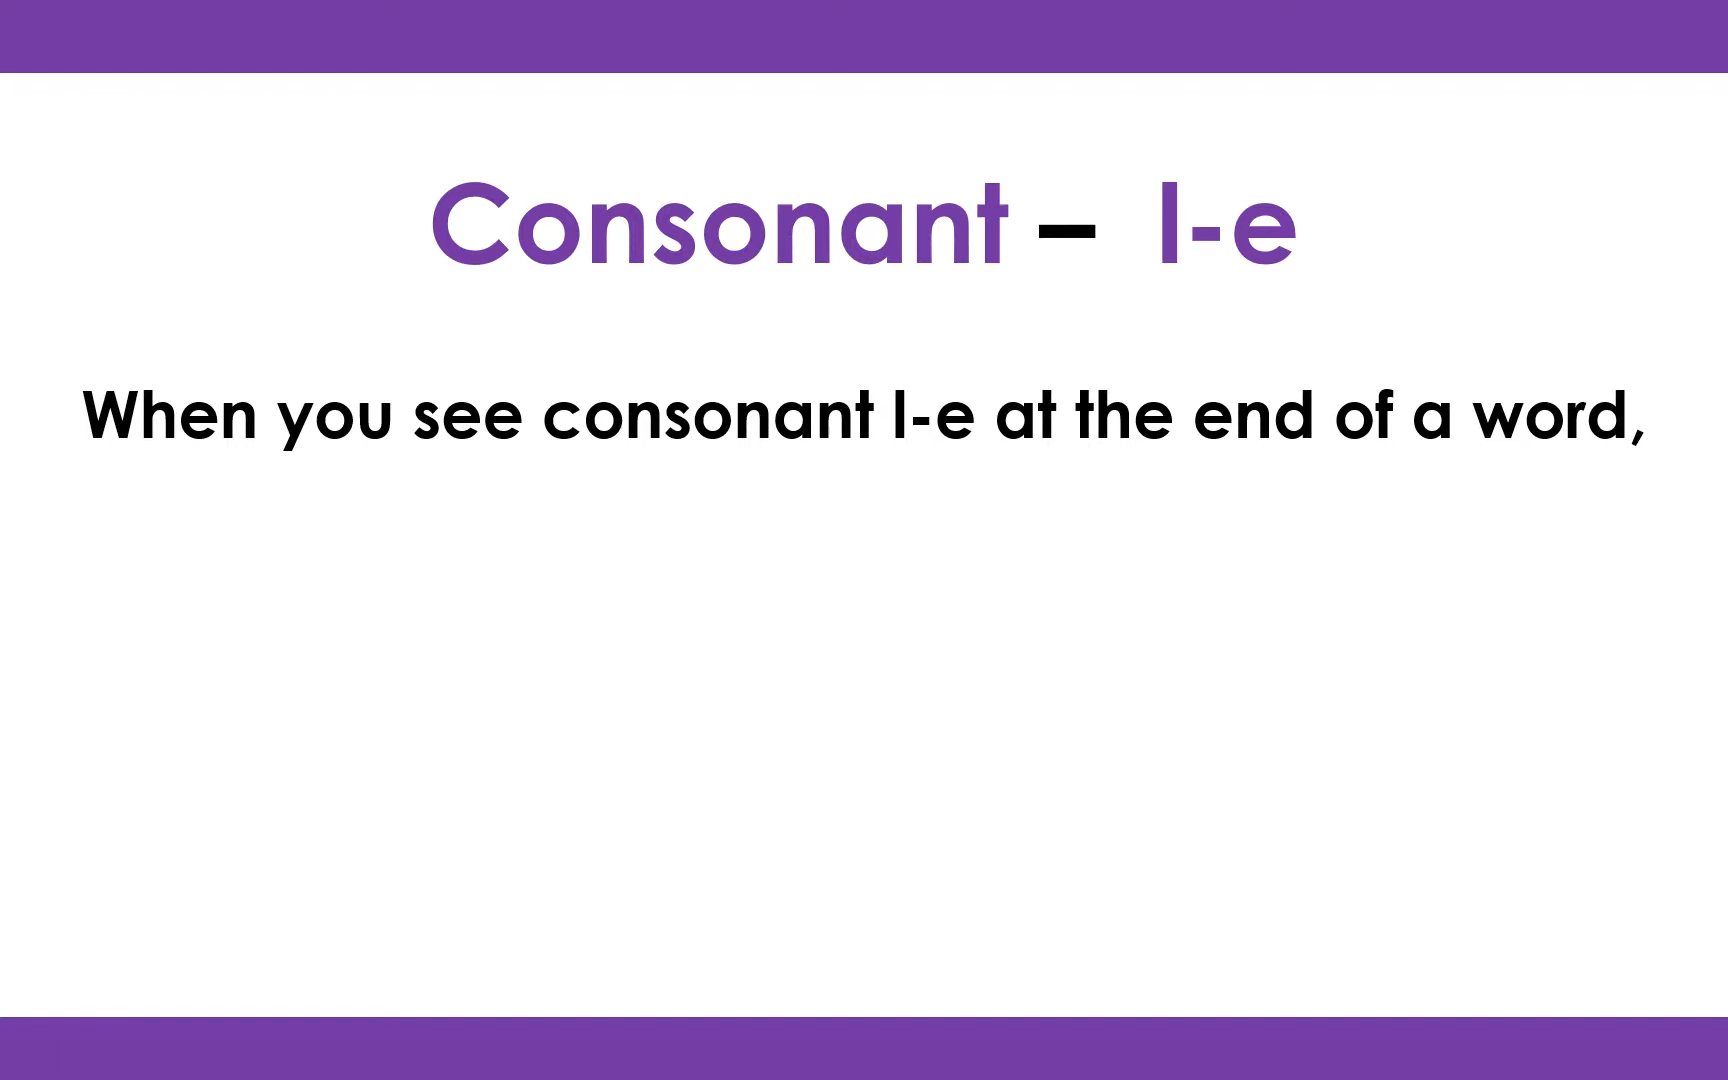 Consonant – l-e
When you see consonant l-e at the end of a word,